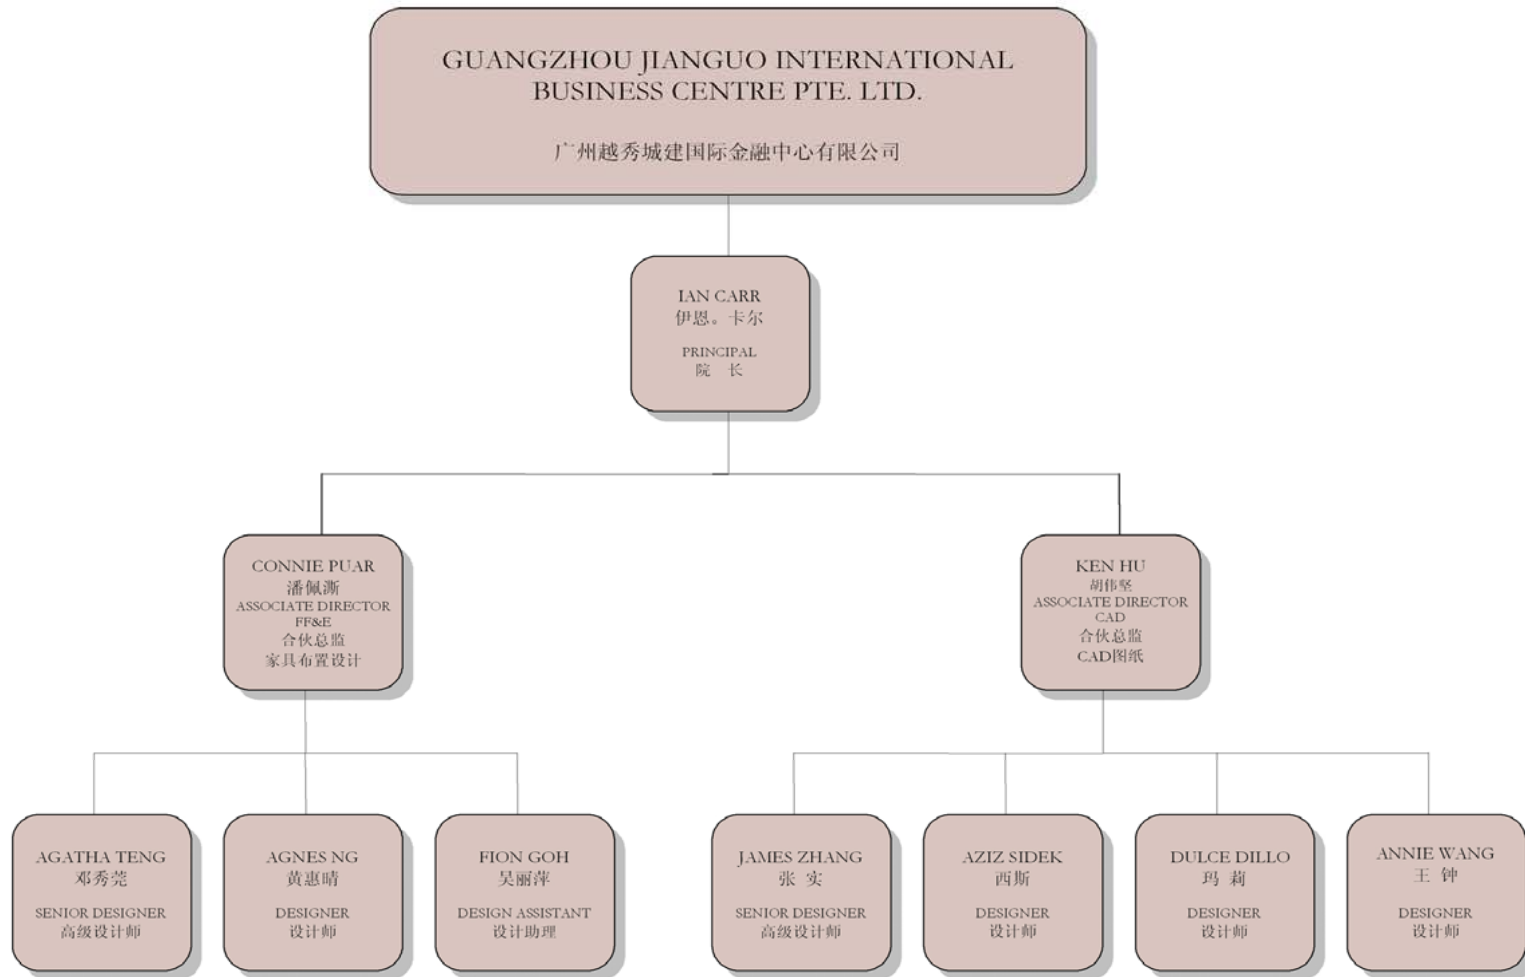 GUANGZHOU JIANGUO INTERNATIONAL
BUSINESS CENTRE PTE. LTD.
广州越秀城建国际金融中心有限公司
IAN CARR
伊恩。卡尔
PRINCIPAL
院 长
CONNIE PUAR
潘佩澌
ASSOCIATE DIRECTOR
FF&E
合伙总监
家具布置设计
KEN HU
胡伟坚
ASSOCIATE DIRECTOR
CAD
合伙总监
CAD图纸
AGATHA TENG
邓秀莞
SENIOR DESIGNER
高级设计师
AGNES NG
黄惠晴
DESIGNER
设计师
FION GOH
吴丽萍
DESIGN ASSISTANT
设计助理
JAMES ZHANG
张 实
SENIOR DESIGNER
高级设计师
AZIZ SIDEK
西斯
DESIGNER
设计师
DULCE DILLO
玛 莉
DESIGNER
设计师
ANNIE WANG
王 钟
DESIGNER
设计师